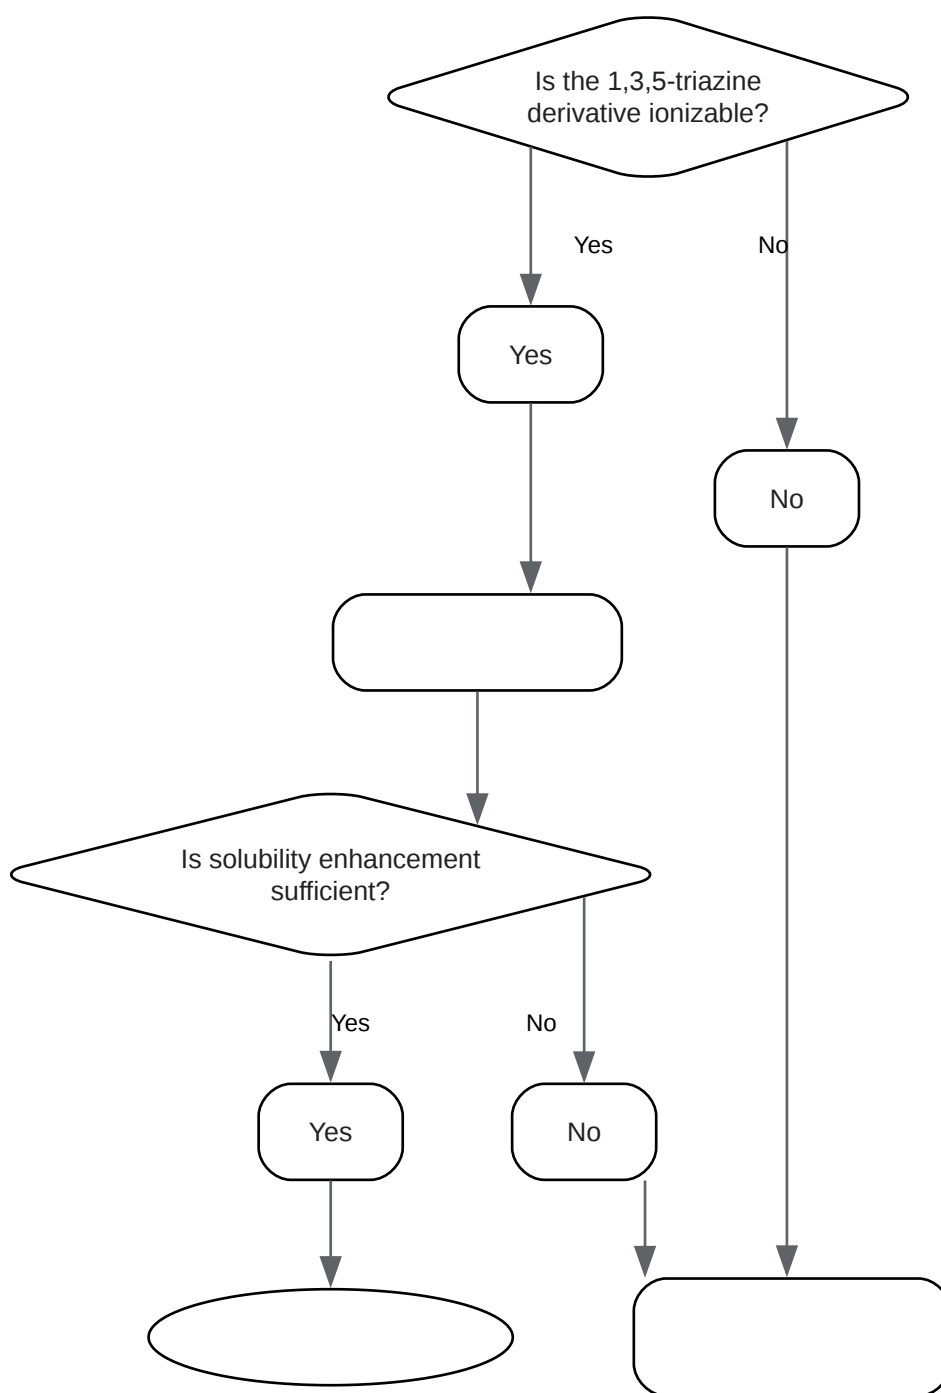 Is the 1,3,5-triazine
derivative ionizable?
Yes
No
Yes
No
Is solubility enhancement
sufficient?
Yes
No
Yes
No